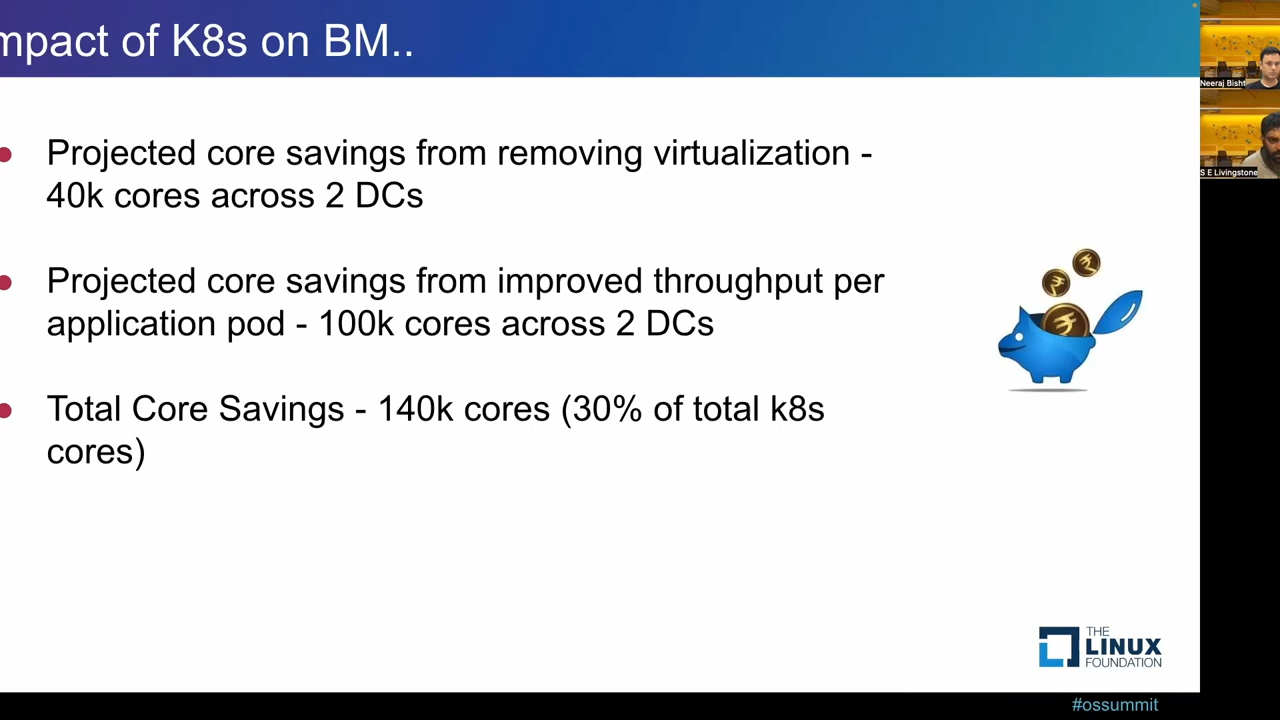 mpact of K8s on BM..
Projected core savings from removing virtualization -
40k cores across 2 DCs
Projected core savings from improved throughput per
application pod - 100k cores across 2 DCs
Total Core Savings - 140k cores (30% of total k8s
cores)
THE
LINUX
FOUNDATION
#ossummit
Neeraj Bisht
S E Livingstone